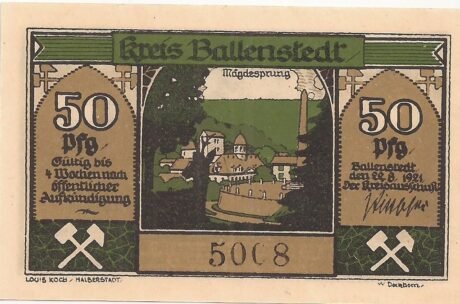 Kreis Ballenstedt
Mägdesprung
50
Pfg
Gültig bis
4 Wochen nach
öffentlicher
Aufkündigung
50
Pfg
Ballenstedt
den 22.8.1921
Der Kreisausschuß
5008
LOUIS KOCH - HALBERSTADT